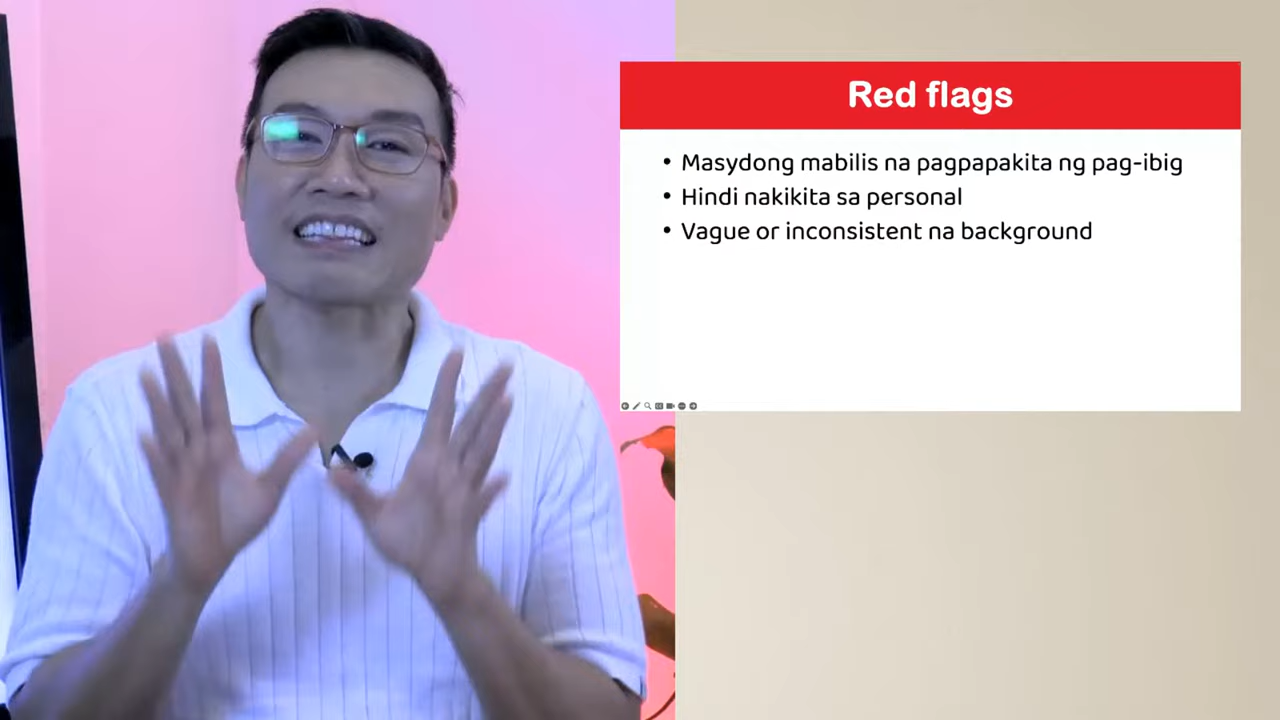 Red flags
• Masydong mabilis na pagpapakita ng pag-ibig
• Hindi nakikita sa personal
• Vague or inconsistent na background